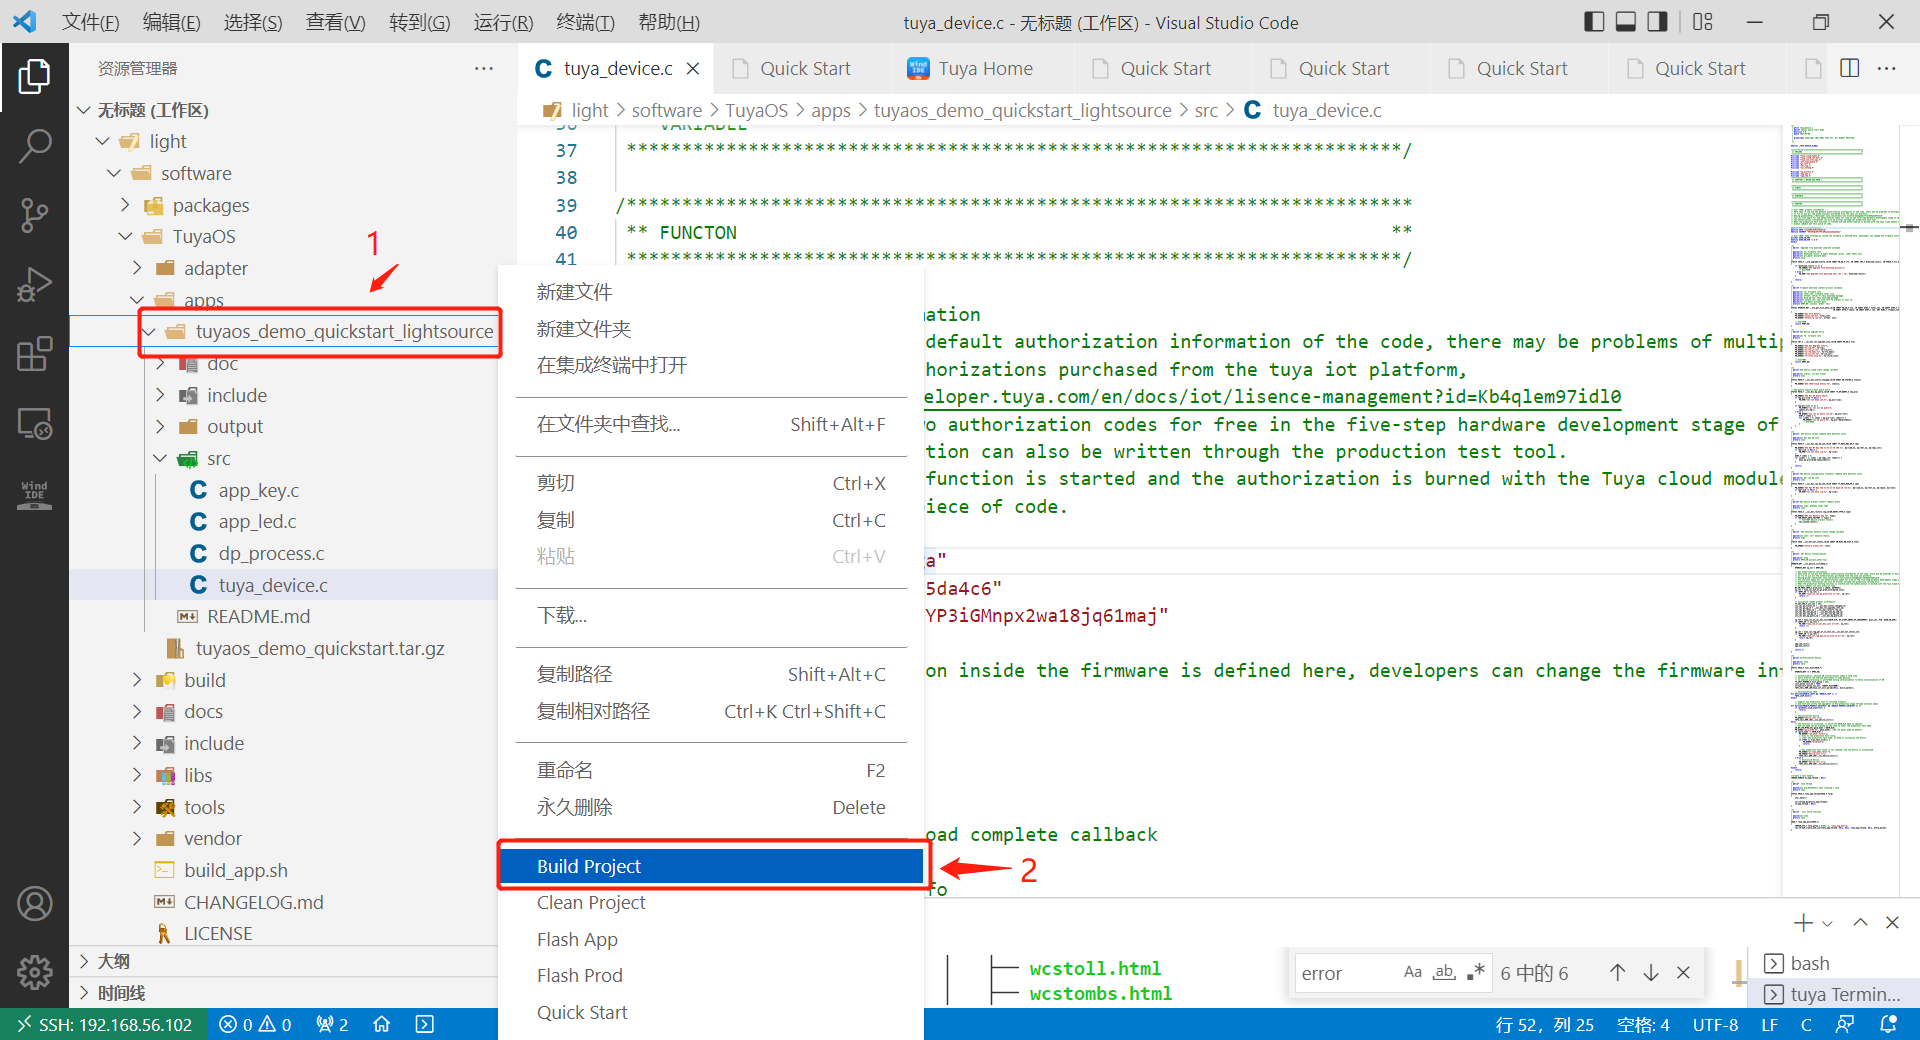 文件(F) 编辑(E) 选择(S) 查看(V) 转到(G) 运行(R) 终端(T) 帮助(H) tuya_device.c - 无标题 (工作区) - Visual Studio Code
资源管理器 ···
C tuya_device.c Quick Start Tuya Home Quick Start Quick Start Quick Start Quick Start ···
light > software > TuyaOS > apps > tuyaos_demo_quickstart_lightsource > src > C tuya_device.c
无标题 (工作区)
light
software
packages
TuyaOS
adapter
apps
tuyaos_demo_quickstart_lightsource
doc
include
output
src
C app_key.c
C app_led.c
C dp_process.c
C tuya_device.c
README.md
tuyaos_demo_quickstart.tar.gz
build
docs
include
libs
tools
vendor
build_app.sh
CHANGELOG.md
LICENSE
大纲
时间线
Wind
IDE
1
36 VARIABLE
37 **********************************************************************/
38
39 /***********************************************************************
40 ** FUNCTON **
41 **********************************************************************/
ation
default authorization information of the code, there may be problems of multip
horizations purchased from the tuya iot platform,
eloper.tuya.com/en/docs/iot/lisence-management?id=Kb4qlem97idl0
wo authorization codes for free in the five-step hardware development stage of
tion can also be written through the production test tool.
function is started and the authorization is burned with the Tuya cloud module
iece of code.
a"
5da4c6"
YP3iGMnpx2wa18jq61maj"
on inside the firmware is defined here, developers can change the firmware inf
oad complete callback
fo
新建文件
新建文件夹
在集成终端中打开
在文件夹中查找... Shift+Alt+F
剪切 Ctrl+X
复制 Ctrl+C
粘贴 Ctrl+V
下载...
复制路径 Shift+Alt+C
复制相对路径 Ctrl+K Ctrl+Shift+C
重命名 F2
永久删除 Delete
Build Project
2
Clean Project
Flash App
Flash Prod
Quick Start
wcstoll.html
wcstombs.html
error Aa ab 6 中的 6
bash
tuya Termin...
SSH: 192.168.56.102 0 0 2
行 52，列 25 空格: 4 UTF-8 LF C